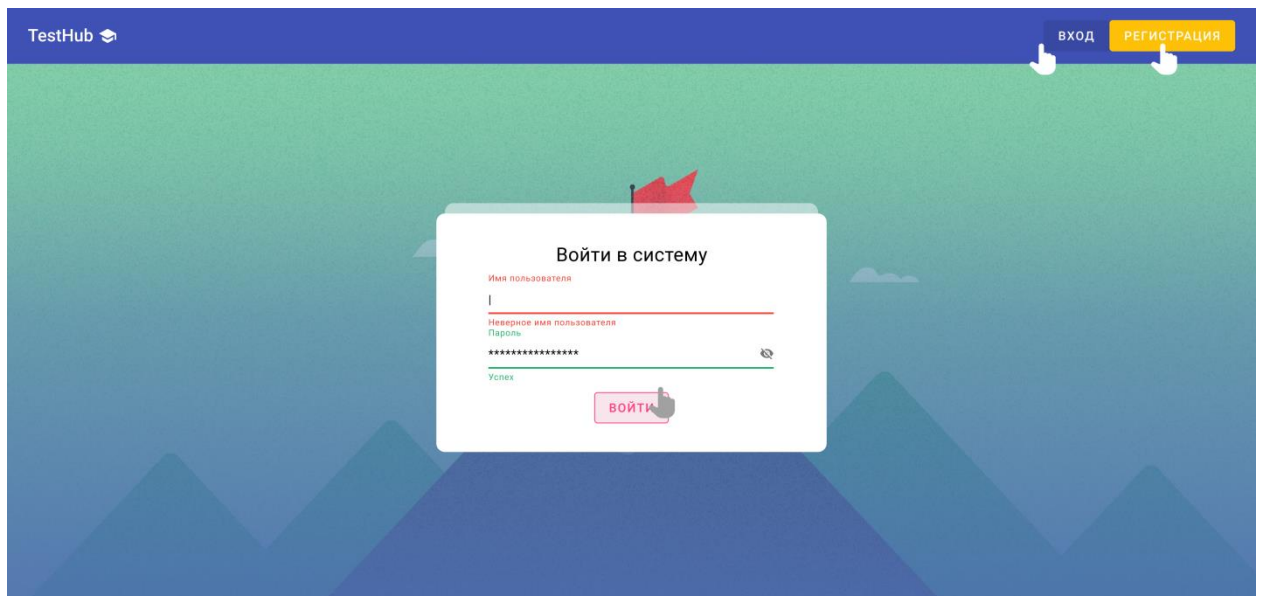 TestHub
ВХОД
РЕГИСТРАЦИЯ
Войти в систему
Имя пользователя
Неверное имя пользователя
Пароль
****************
Успех
ВОЙТИ